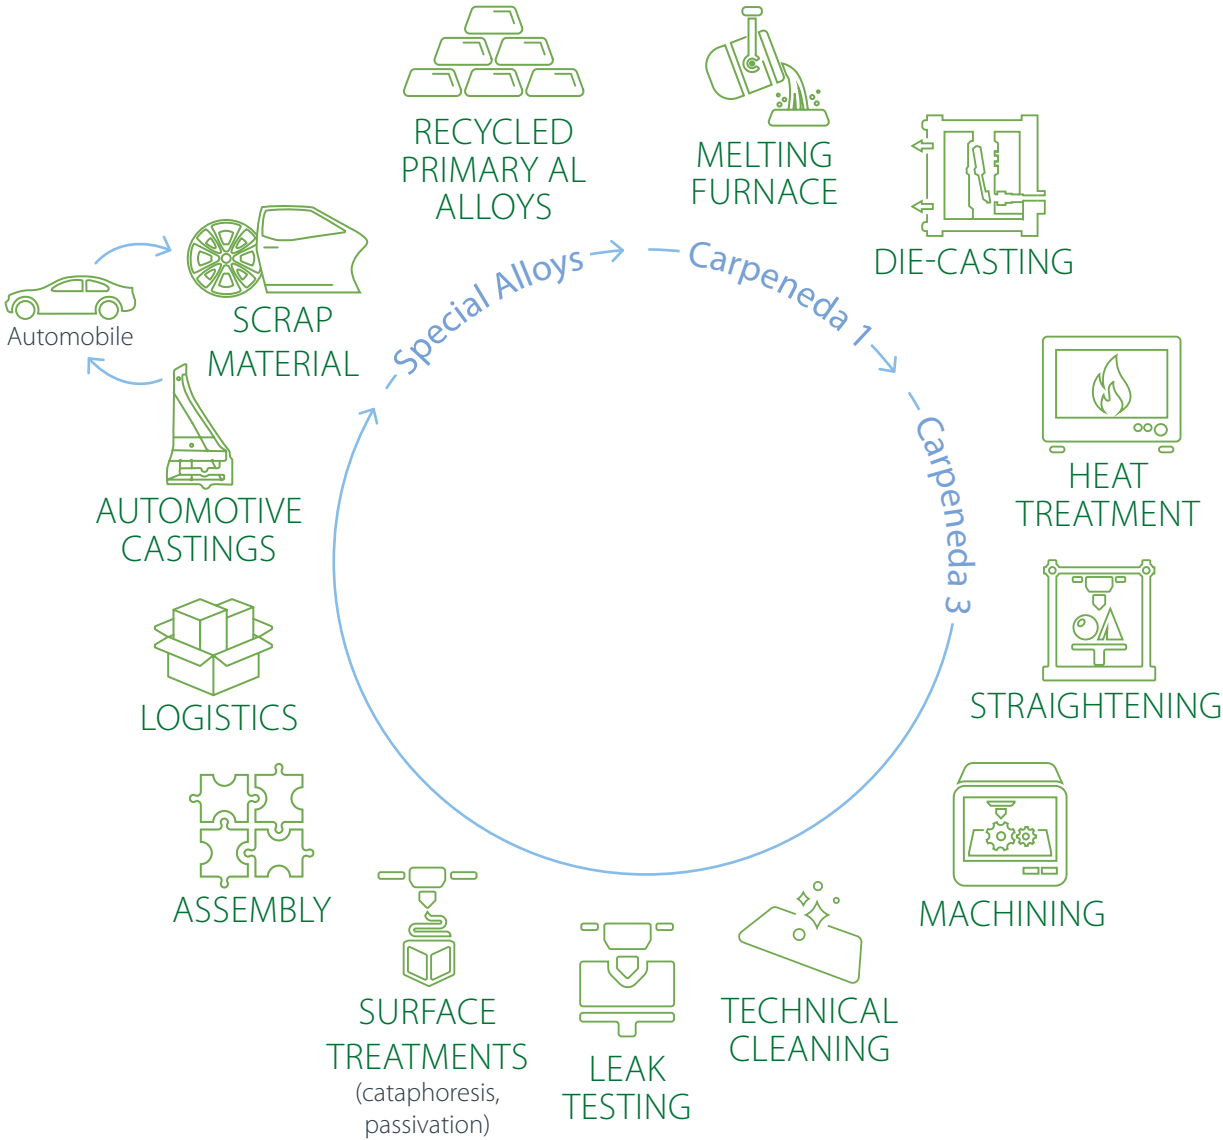 RECYCLED
PRIMARY AL
ALLOYS
MELTING
FURNACE
DIE-CASTING
HEAT
TREATMENT
STRAIGHTENING
MACHINING
TECHNICAL
CLEANING
LEAK
TESTING
SURFACE
TREATMENTS
(cataphoresis,
passivation)
ASSEMBLY
LOGISTICS
AUTOMOTIVE
CASTINGS
Automobile
SCRAP
MATERIAL
Special Alloys
Carpeneda 1
Carpeneda 3